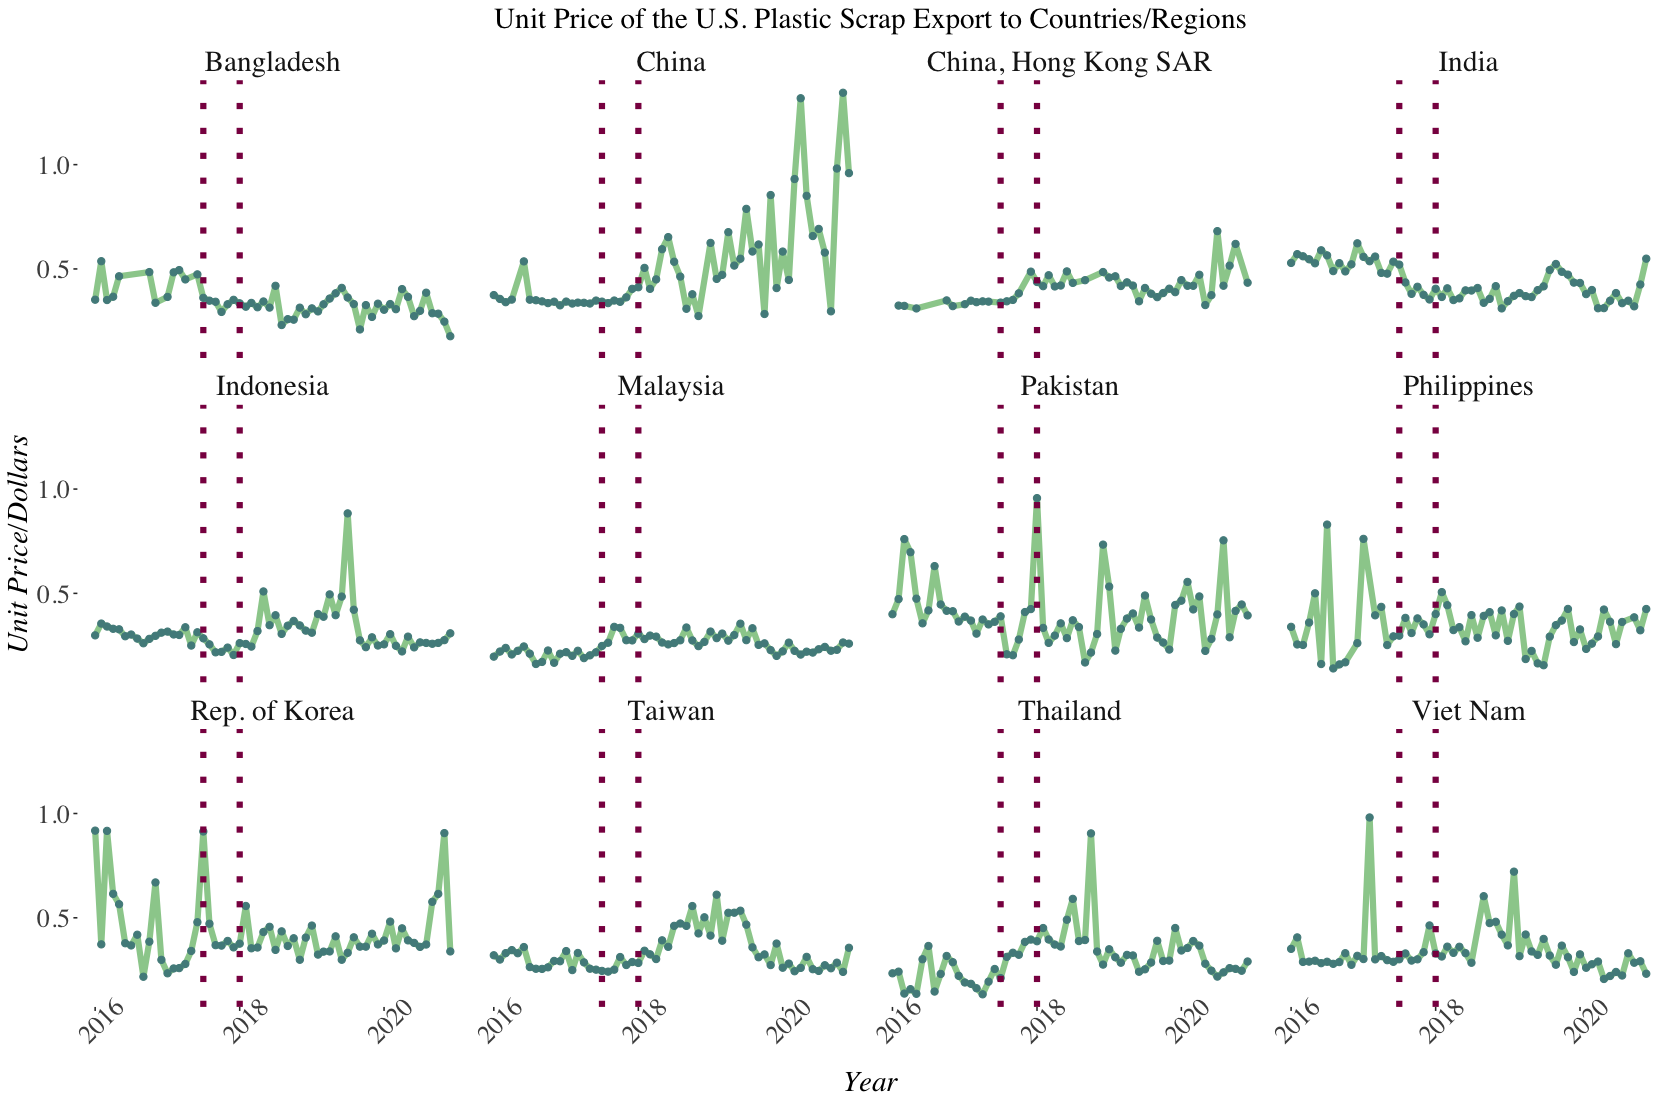 Unit Price of the U.S. Plastic Scrap Export to Countries/Regions
Bangladesh
China
China, Hong Kong SAR
India
1.0
0.5
Indonesia
Malaysia
Pakistan
Philippines
1.0
0.5
Unit Price/Dollars
Rep. of Korea
Taiwan
Thailand
Viet Nam
1.0
0.5
2016
2018
2020
2016
2018
2020
2016
2018
2020
2016
2018
2020
Year